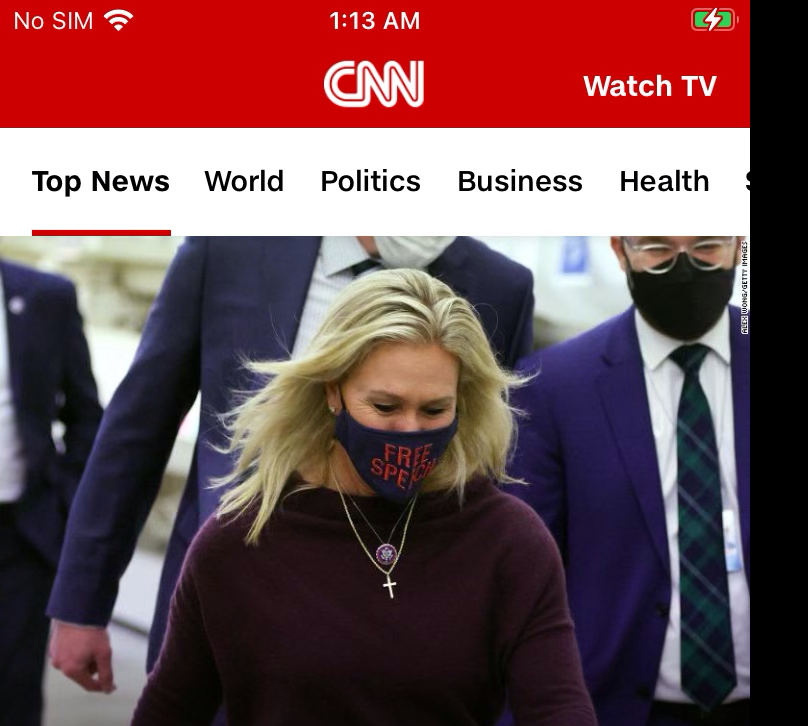 No SIM 1:13 AM
CNN Watch TV
Top News World Politics Business Health
ALEX WONG/GETTY IMAGES
FREE
SPEECH